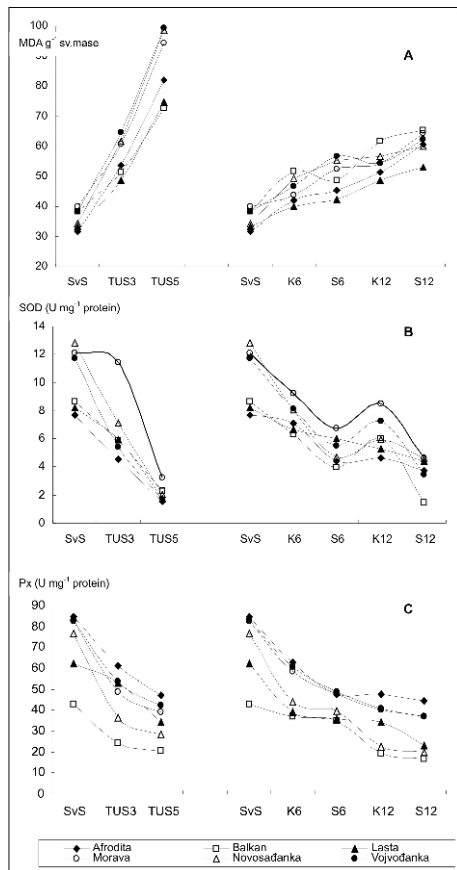 100
MDA g⁻ sv.mase
A
90
80
70
60
50
40
30
20
SvS TUS3 TUS5 SvS K6 S6 K12 S12
SOD (U mg⁻¹ protein)
14
B
12
10
8
6
4
2
0
SvS TUS3 TUS5 SvS K6 S6 K12 S12
Px (U mg⁻¹ protein)
90
C
80
70
60
50
40
30
20
10
0
SvS TUS3 TUS5 SvS K6 S6 K12 S12
Afrodita Balkan Lasta
Morava Novosađanka Vojvođanka